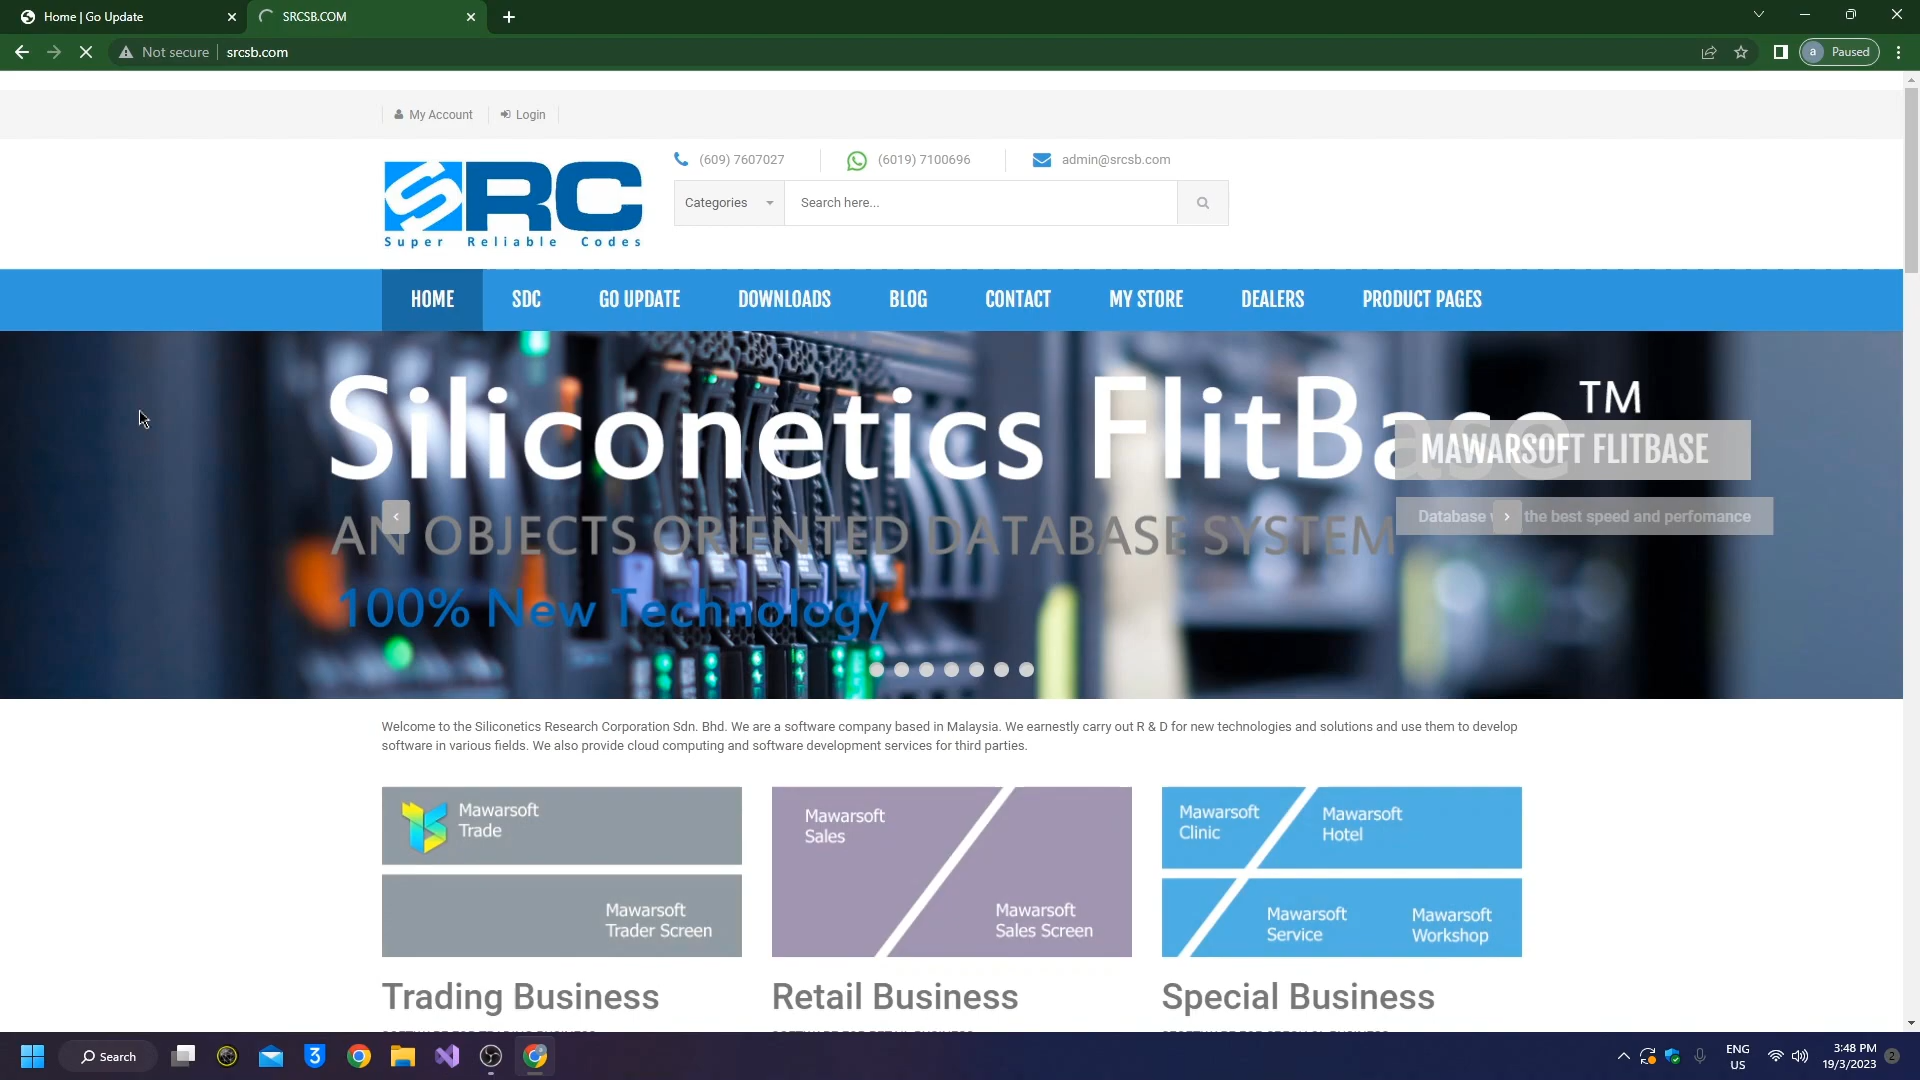 Home | Go Update
SRCSB.COM
Not secure
srcsb.com
a
Paused
My Account
Login
SRC
Super Reliable Codes
(609) 7607027
(6019) 7100696
admin@srcsb.com
Categories
Search here...
HOME
SDC
GO UPDATE
DOWNLOADS
BLOG
CONTACT
MY STORE
DEALERS
PRODUCT PAGES
Siliconetics FlitBase TM
MAWARSOFT FLITBASE
AN OBJECTS ORIENTED DATABASE SYSTEM
Database the best speed and perfomance
100% New Technology
Welcome to the Siliconetics Research Corporation Sdn. Bhd. We are a software company based in Malaysia. We earnestly carry out R & D for new technologies and solutions and use them to develop
software in various fields. We also provide cloud computing and software development services for third parties.
Mawarsoft
Trade
Mawarsoft
Trader Screen
Mawarsoft
Sales
Mawarsoft
Sales Screen
Mawarsoft
Clinic
Mawarsoft
Hotel
Mawarsoft
Service
Mawarsoft
Workshop
Trading Business
Retail Business
Special Business
Search
3
ENG
US
3:48 PM
19/3/2023
2